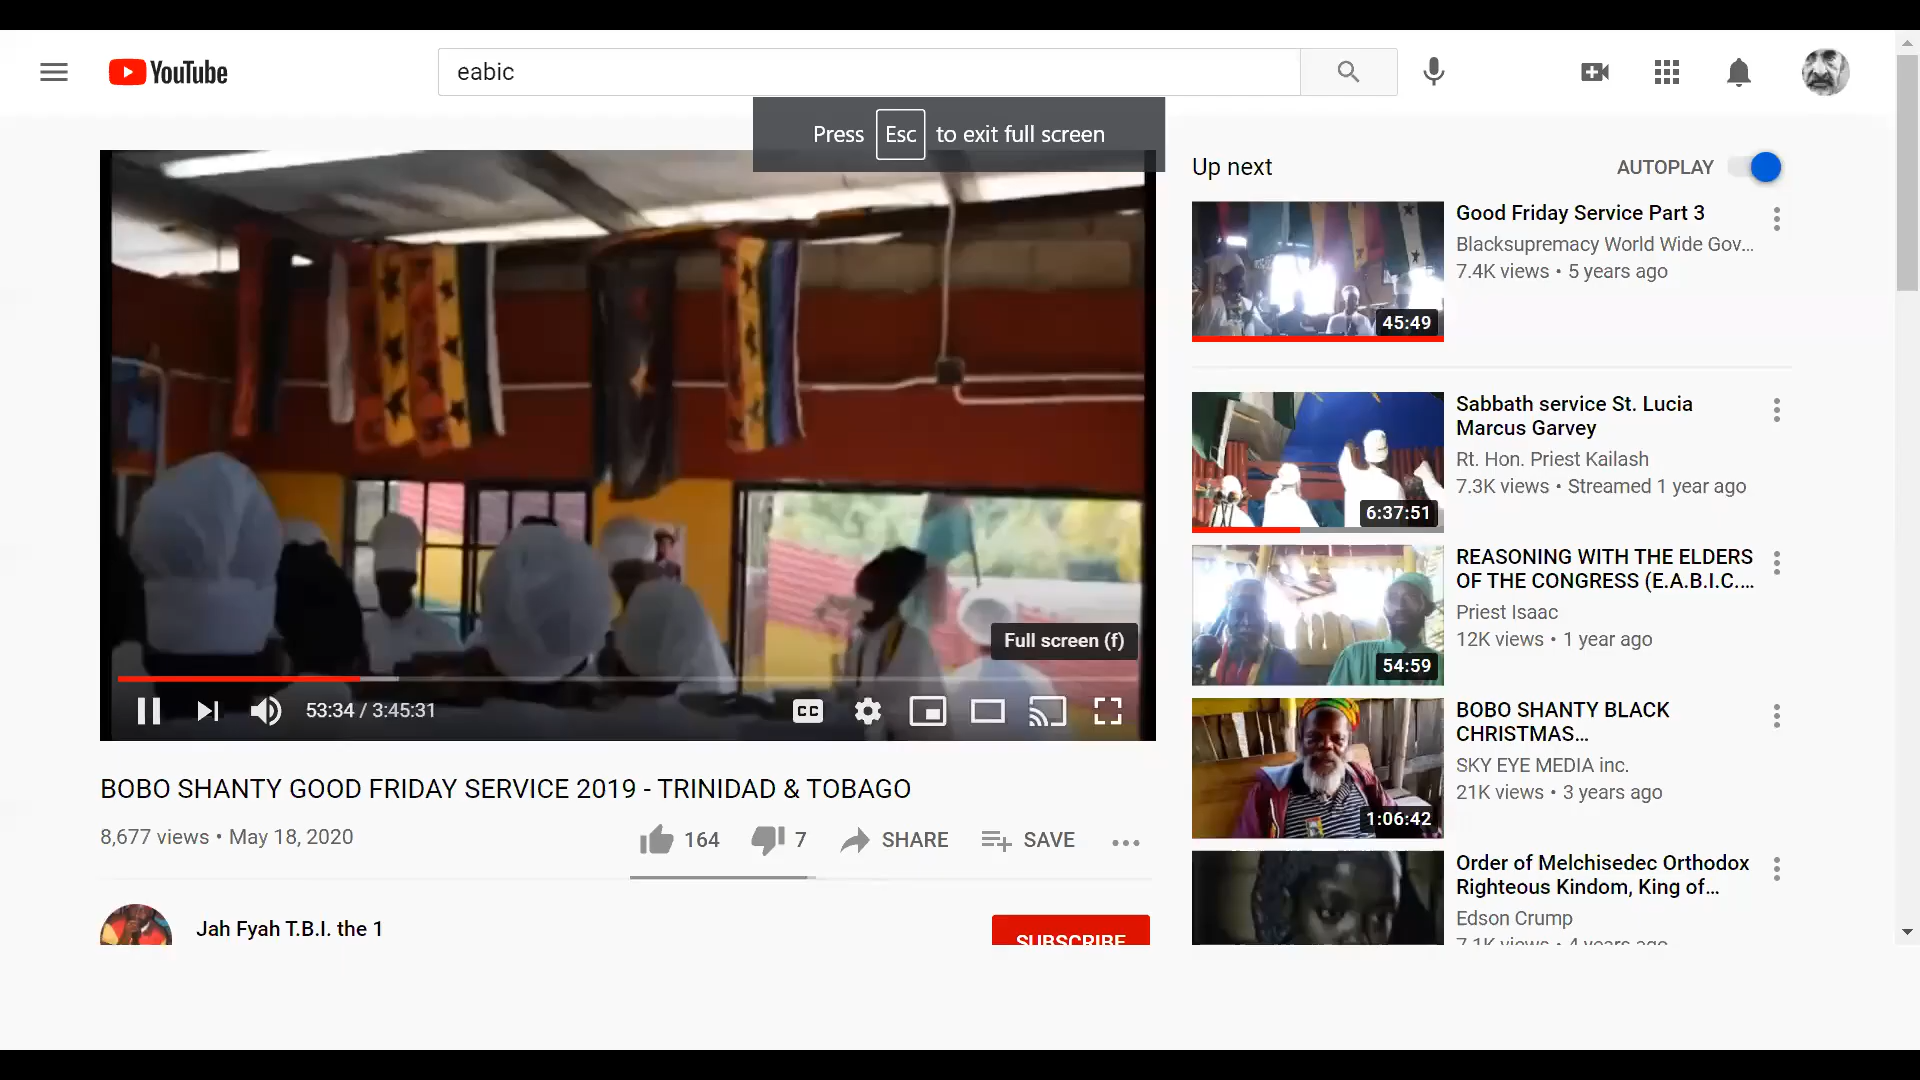 YouTube
eabic
Press Esc to exit full screen
Full screen (f)
53:34 / 3:45:31
CC
BOBO SHANTY GOOD FRIDAY SERVICE 2019 - TRINIDAD & TOBAGO
8,677 views • May 18, 2020
164
7
SHARE
SAVE
Jah Fyah T.B.I. the 1
SUBSCRIBE
Up next
AUTOPLAY
Good Friday Service Part 3
Blacksupremacy World Wide Gov...
7.4K views • 5 years ago
45:49
Sabbath service St. Lucia
Marcus Garvey
Rt. Hon. Priest Kailash
7.3K views • Streamed 1 year ago
6:37:51
REASONING WITH THE ELDERS
OF THE CONGRESS (E.A.B.I.C....
Priest Isaac
12K views • 1 year ago
54:59
BOBO SHANTY BLACK
CHRISTMAS...
SKY EYE MEDIA inc.
21K views • 3 years ago
1:06:42
Order of Melchisedec Orthodox
Righteous Kindom, King of...
Edson Crump
7.1K views • 4 years ago